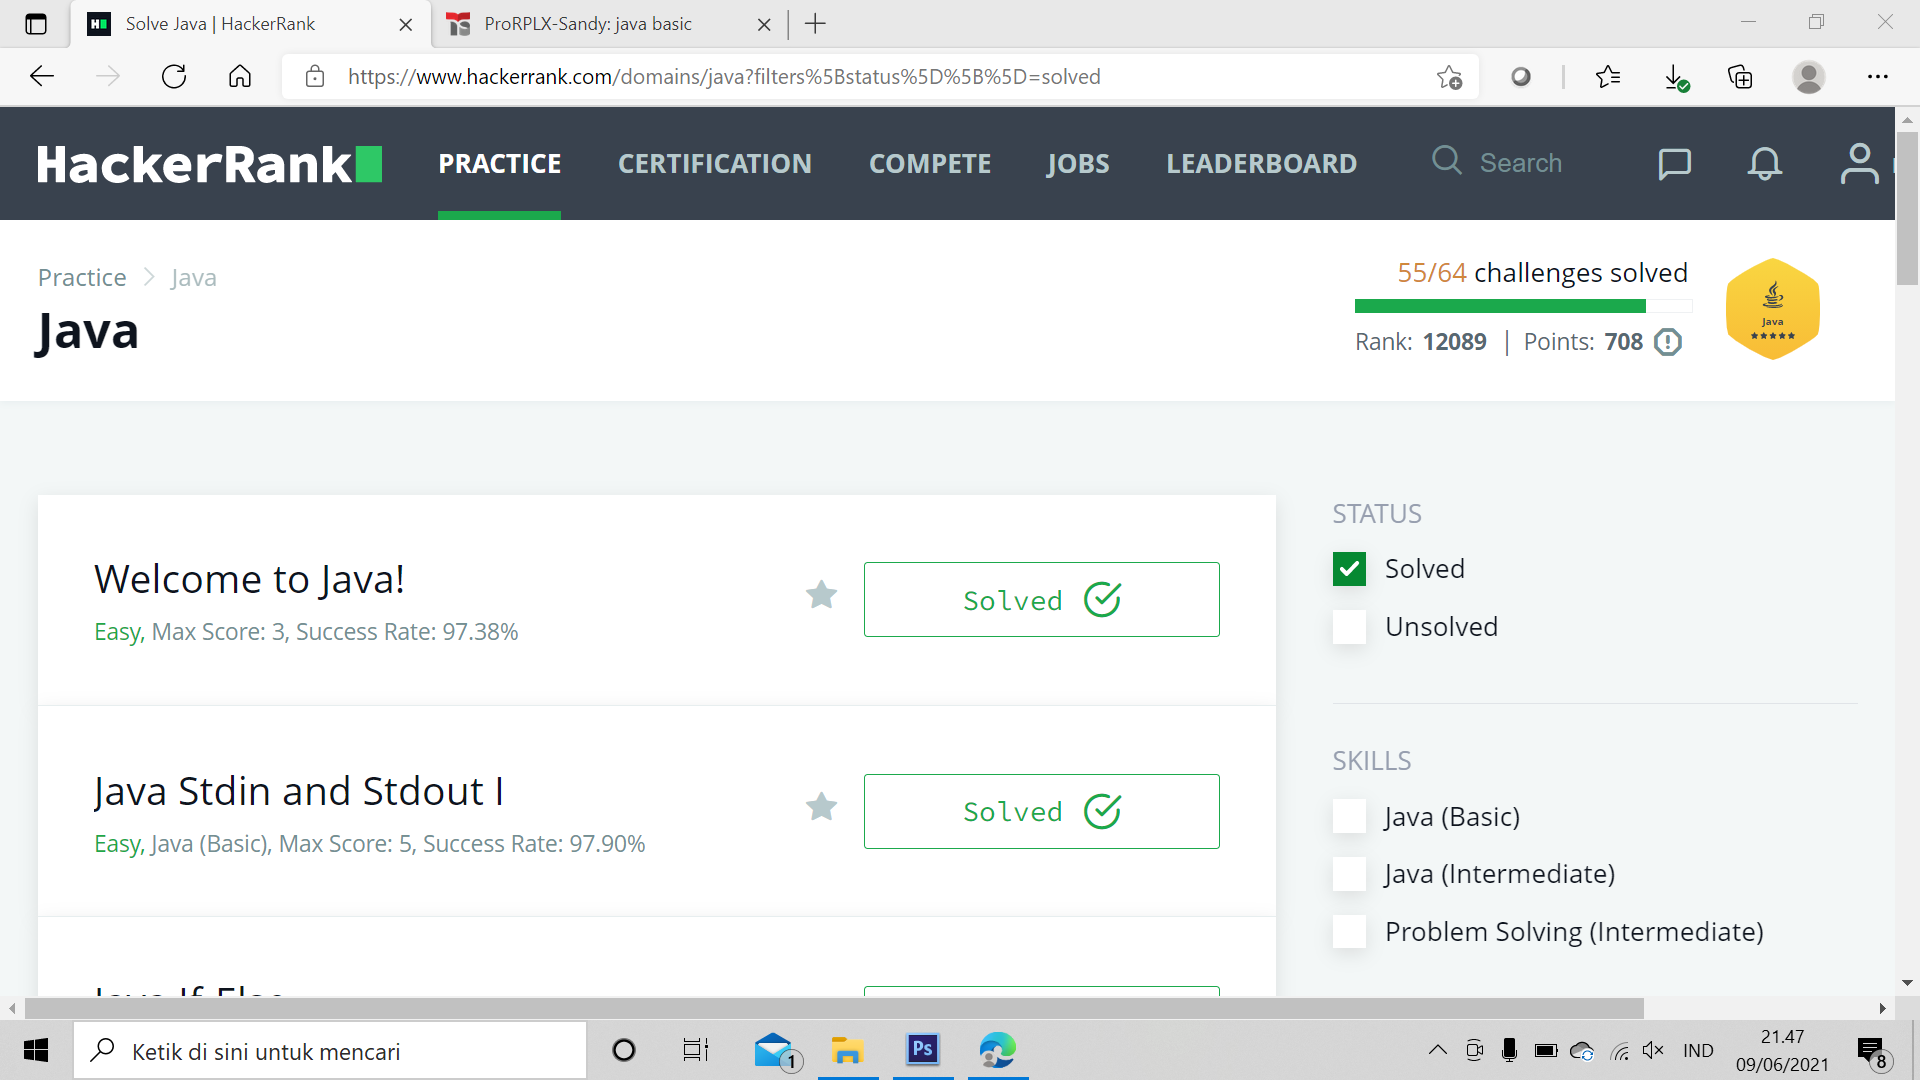 Solve Java | HackerRank
ProRPLX-Sandy: java basic
https://www.hackerrank.com/domains/java?filters%5Bstatus%5D%5B%5D=solved
HackerRank
PRACTICE
CERTIFICATION
COMPETE
JOBS
LEADERBOARD
Search
Practice
Java
Java
55/64 challenges solved
Rank: 12089 | Points: 708
Java
Welcome to Java!
Easy, Max Score: 3, Success Rate: 97.38%
Solved
Java Stdin and Stdout I
Easy, Java (Basic), Max Score: 5, Success Rate: 97.90%
Solved
Java If-Else
STATUS
Solved
Unsolved
SKILLS
Java (Basic)
Java (Intermediate)
Problem Solving (Intermediate)
Ketik di sini untuk mencari
1
Ps
IND
21.47
09/06/2021
8